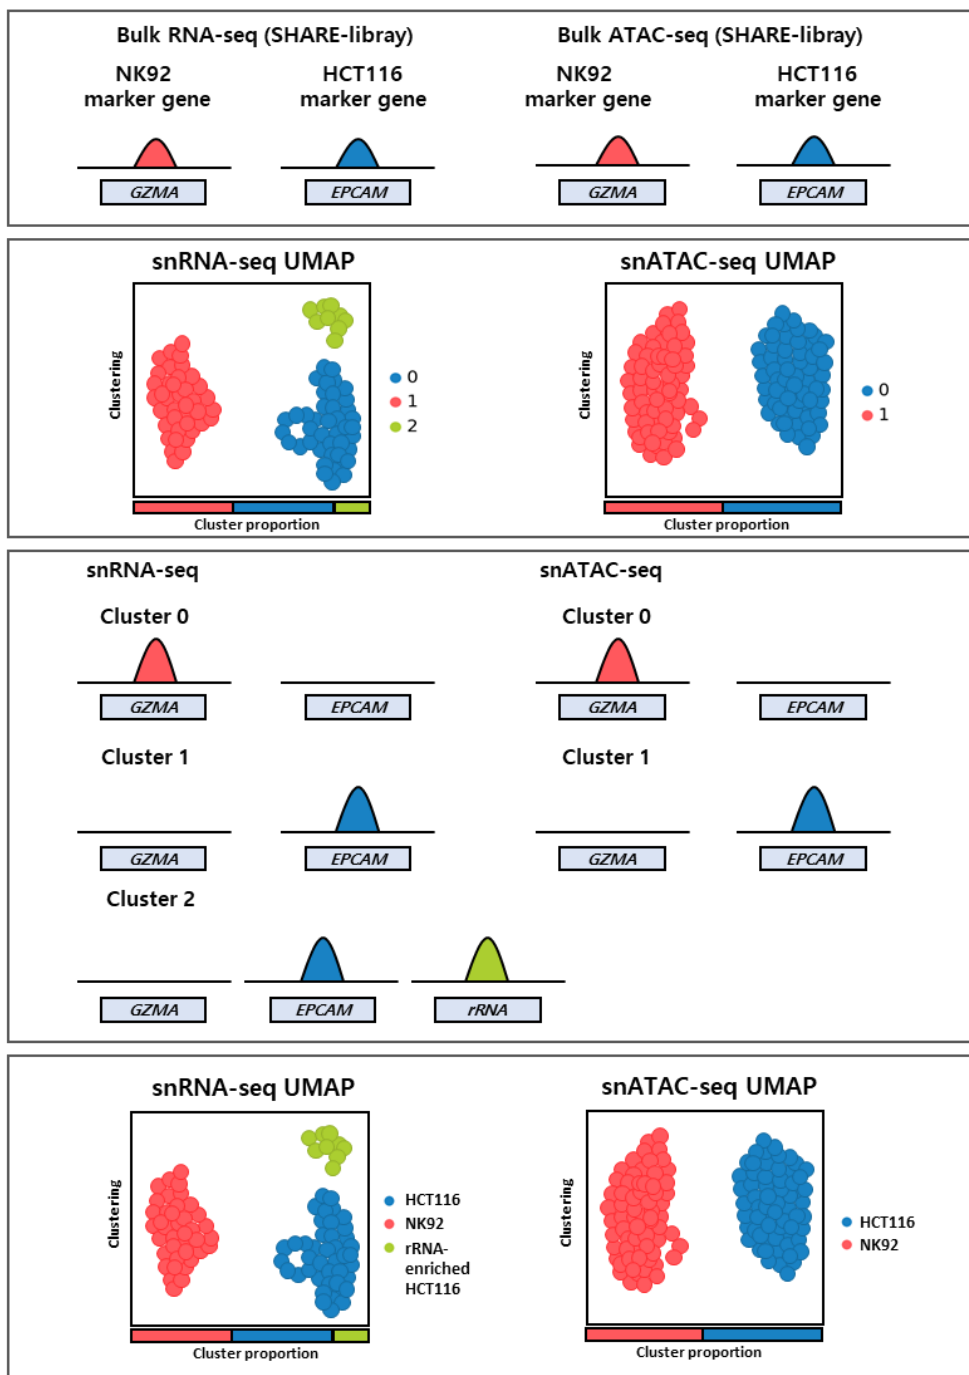 Bulk RNA-seq (SHARE-libray)
Bulk ATAC-seq (SHARE-libray)
NK92
marker gene
HCT116
marker gene
NK92
marker gene
HCT116
marker gene
GZMA
EPCAM
GZMA
EPCAM
snRNA-seq UMAP
Clustering
0
1
2
Cluster proportion
snATAC-seq UMAP
Clustering
0
1
Cluster proportion
snRNA-seq
snATAC-seq
Cluster 0
Cluster 0
GZMA
EPCAM
GZMA
EPCAM
Cluster 1
Cluster 1
GZMA
EPCAM
GZMA
EPCAM
Cluster 2
GZMA
EPCAM
rRNA
snRNA-seq UMAP
Clustering
HCT116
NK92
rRNA-
enriched
HCT116
Cluster proportion
snATAC-seq UMAP
Clustering
HCT116
NK92
Cluster proportion